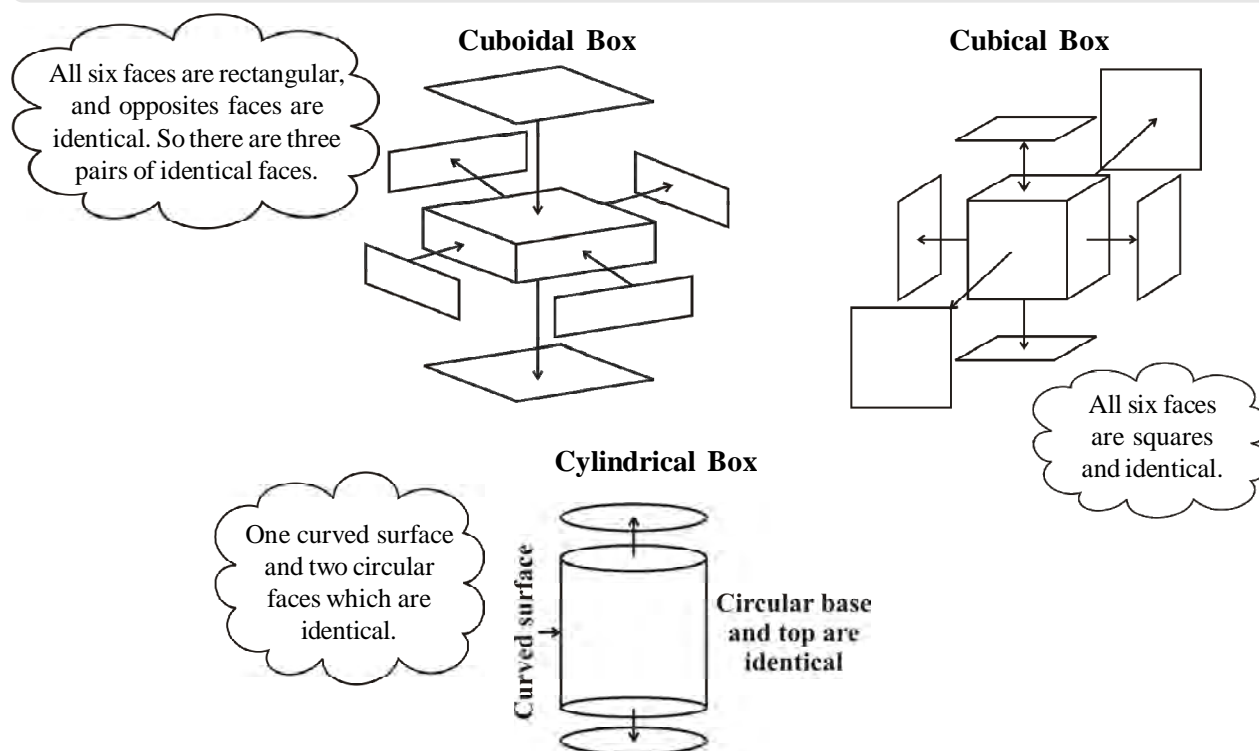 Cuboidal Box
All six faces are rectangular,
and opposites faces are
identical. So there are three
pairs of identical faces.
Cubical Box
All six faces
are squares
and identical.
Cylindrical Box
One curved surface
and two circular
faces which are
identical.
Curved surface
Circular base
and top are
identical